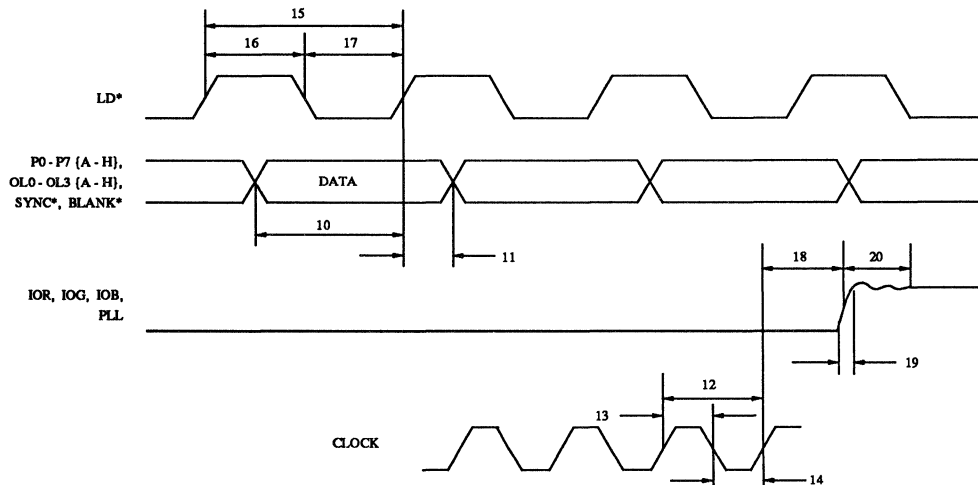 15
16
17
LD*
P0 - P7 {A - H},
OL0 - OL3 {A - H},
SYNC*, BLANK*
DATA
10
11
18
20
IOR, IOG, IOB,
PLL
19
12
13
CLOCK
14